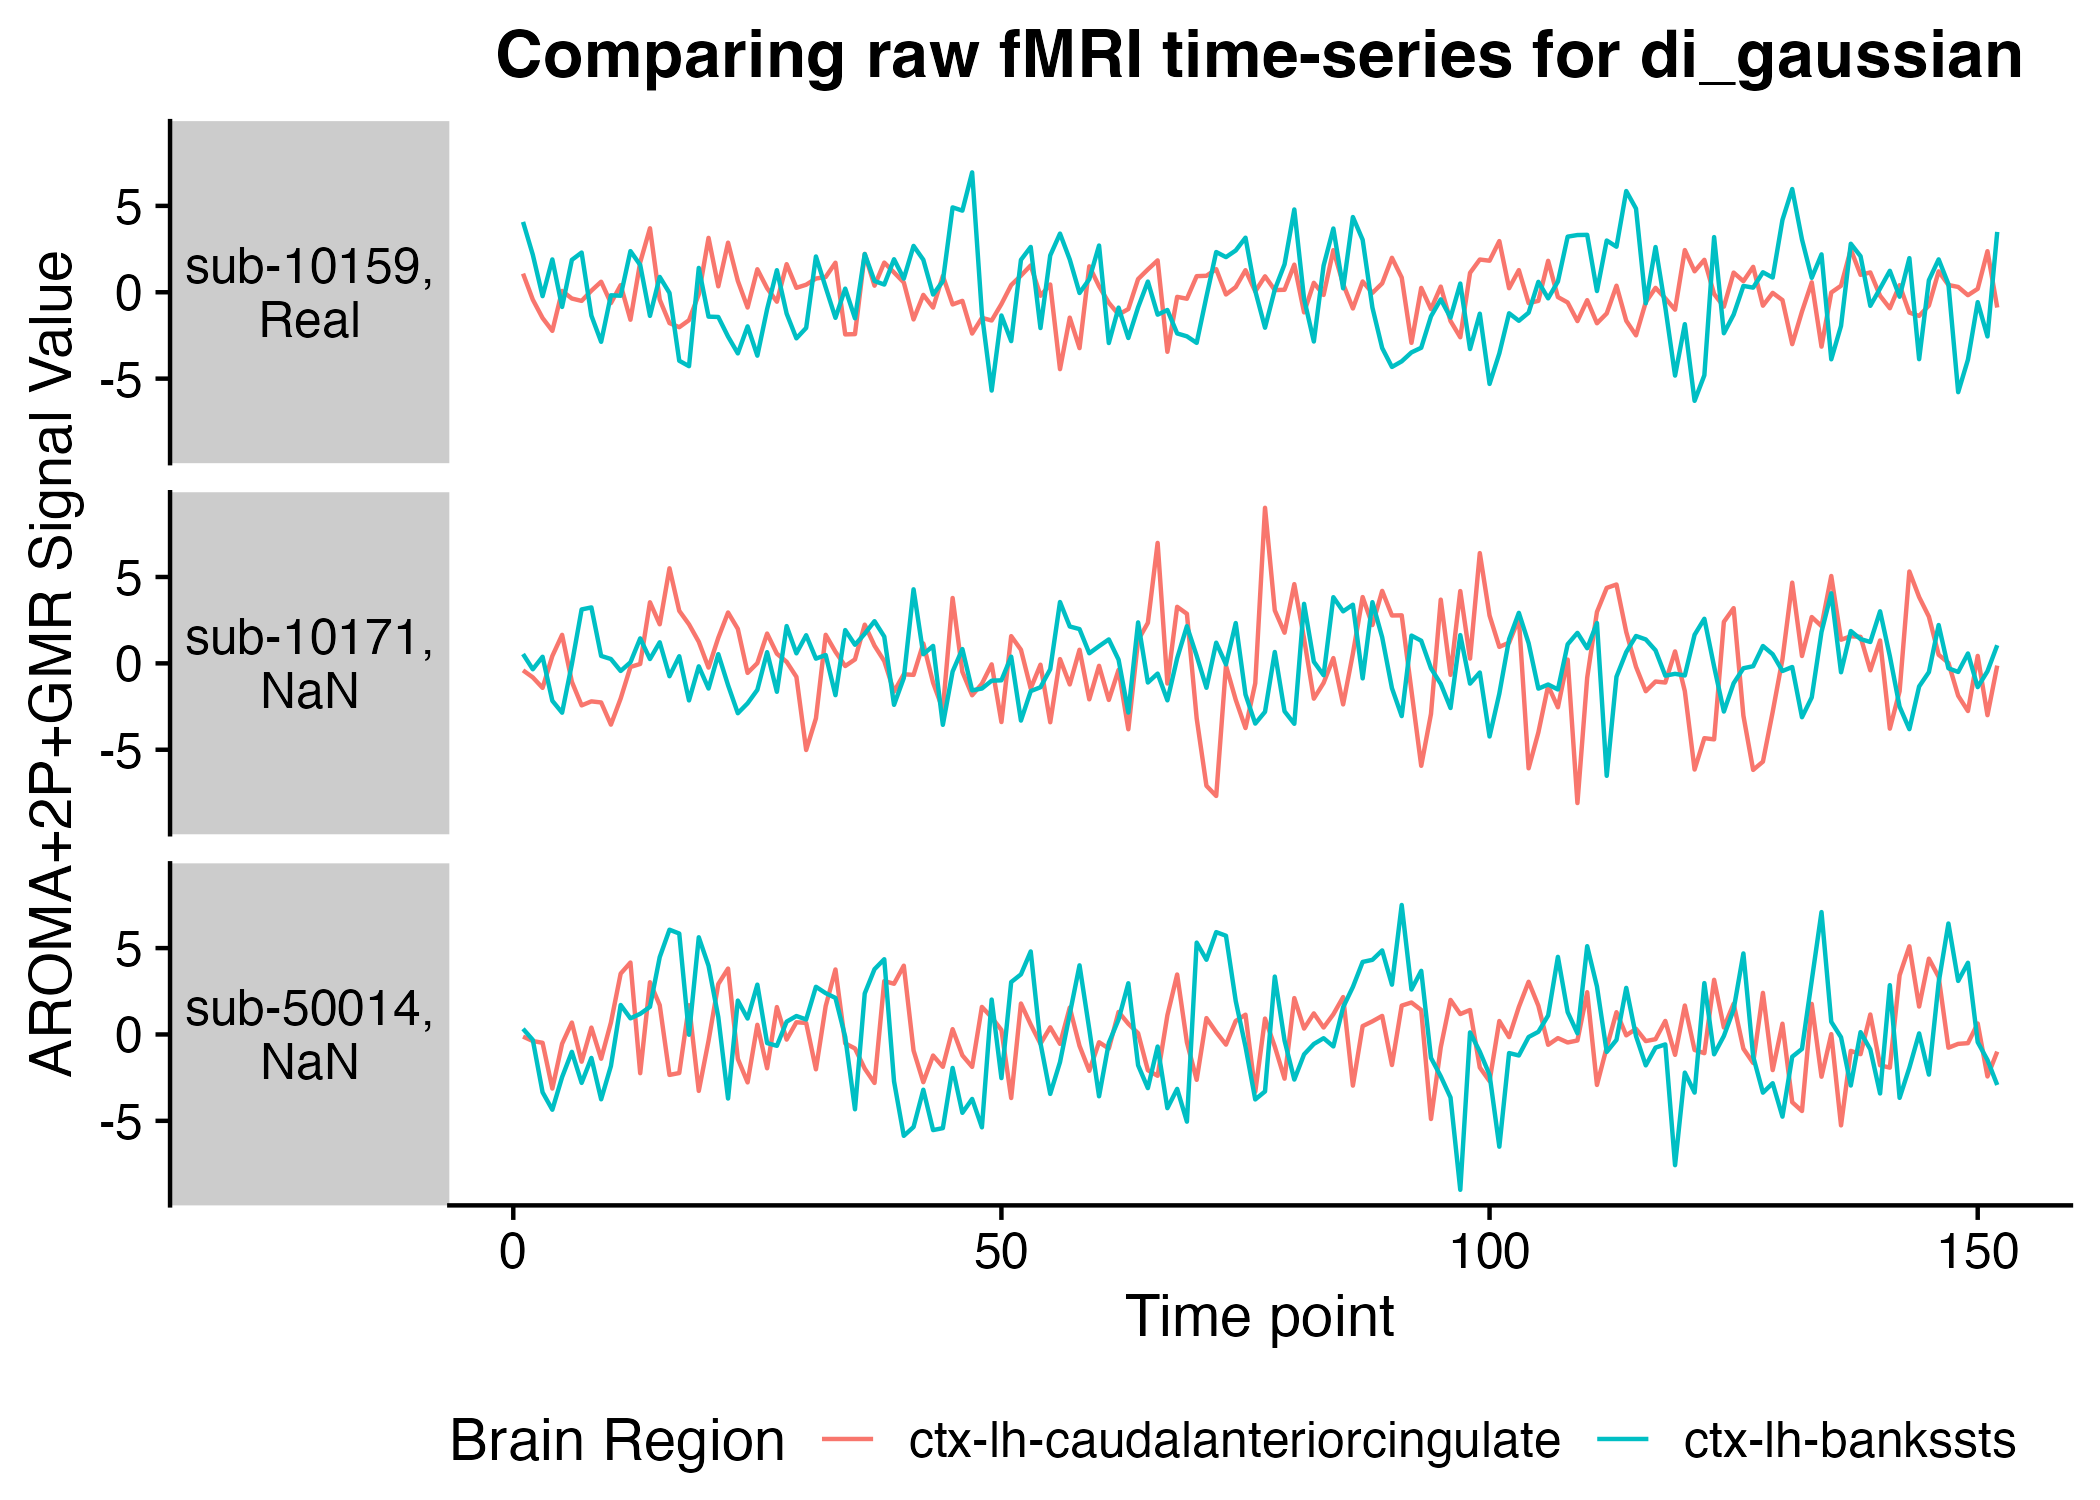 Comparing raw fMRI time-series for di_gaussian
AROMA+2P+GMR Signal Value
5
0
-5
sub-10159,
Real
5
0
-5
sub-10171,
NaN
5
0
-5
sub-50014,
NaN
0 50 100 150
Time point
Brain Region ctx-lh-caudalanteriorcingulate ctx-lh-bankssts